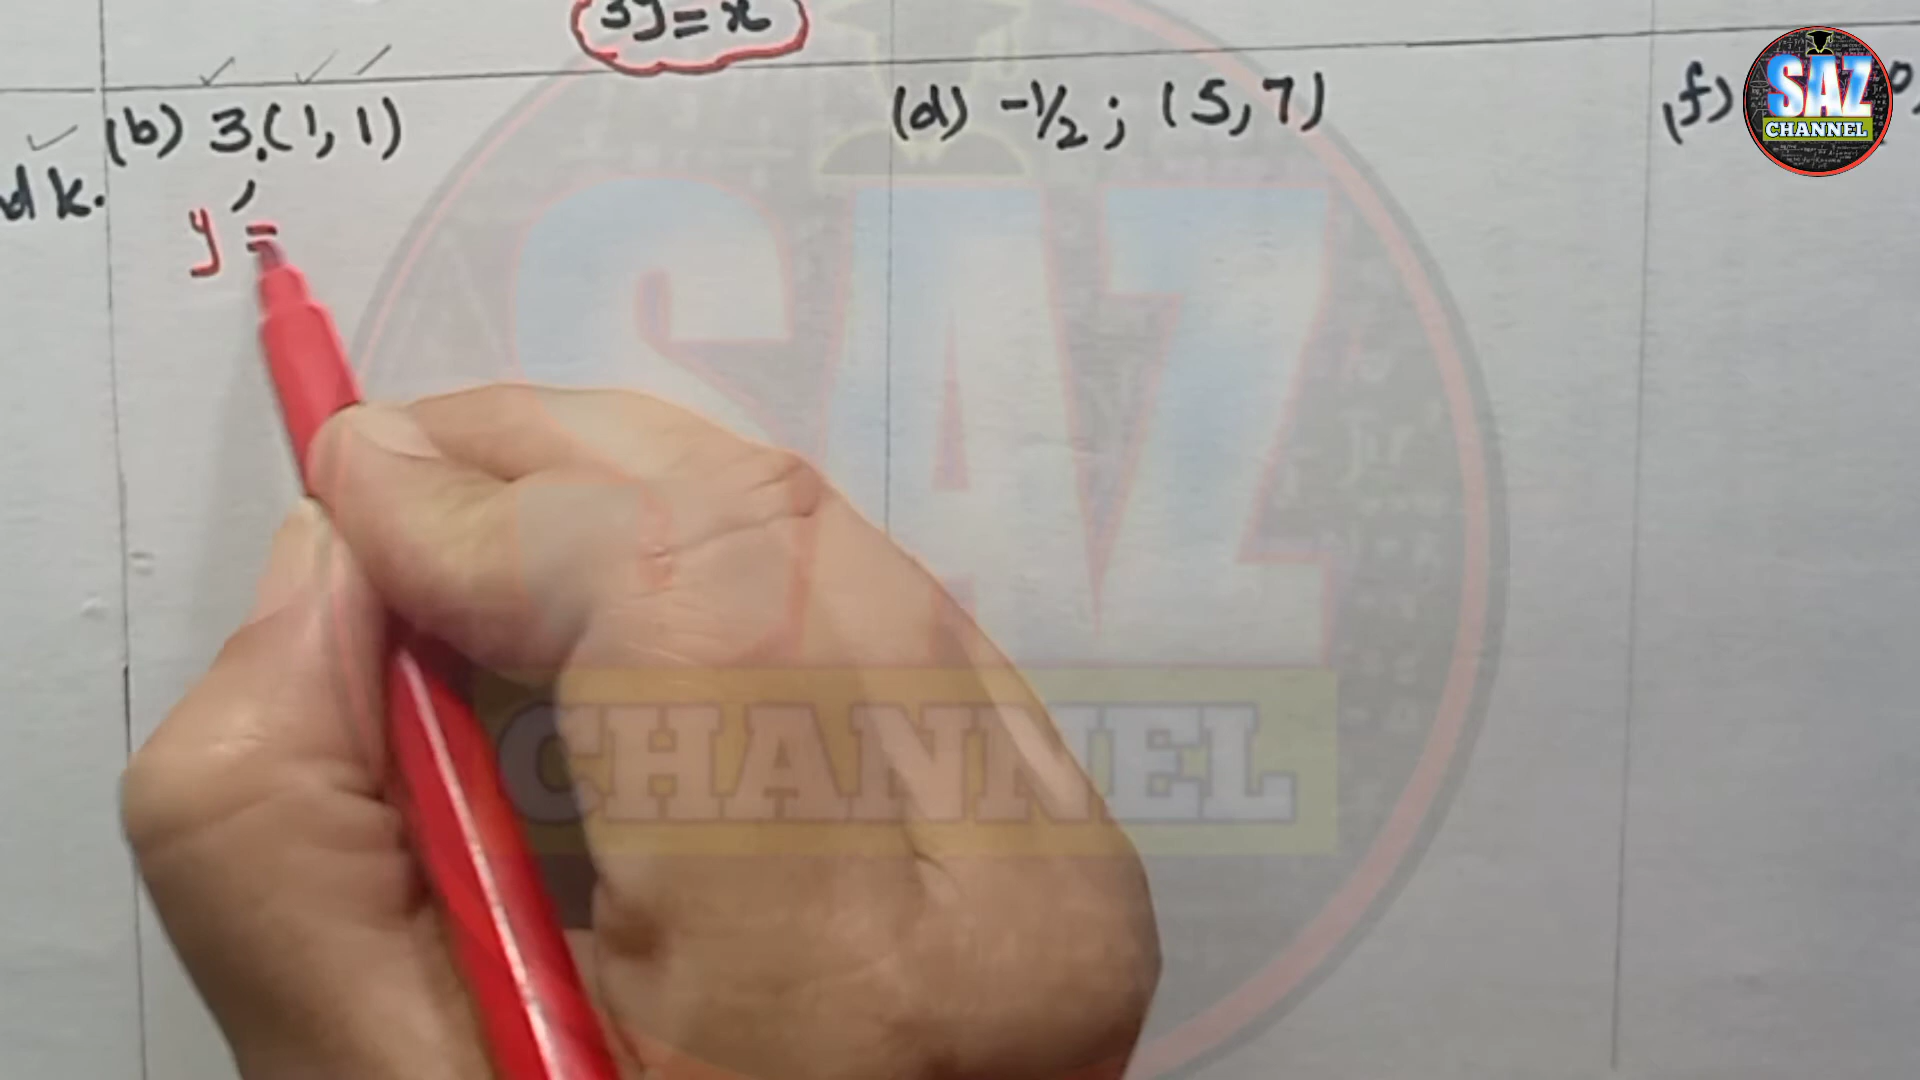 3y=x
(b) 3;(1, 1)
(d) -1/2 ; (5,7)
(f)
d k.
y =
SAZ
CHANNEL
SAZ
CHANNEL